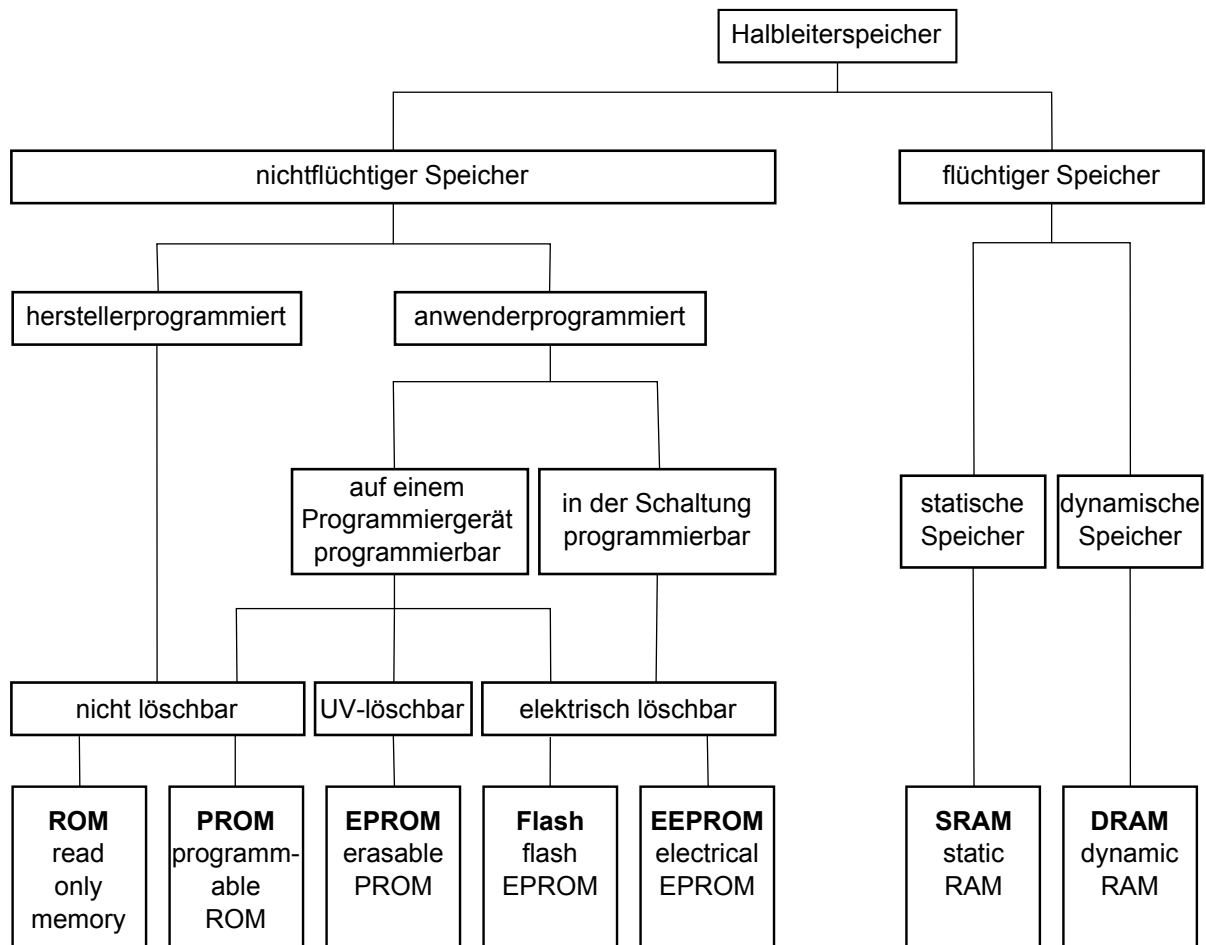 Halbleiterspeicher
nichtflüchtiger Speicher
flüchtiger Speicher
herstellerprogrammiert
anwenderprogrammiert
auf einem
Programmiergerät
programmierbar
in der Schaltung
programmierbar
statische
Speicher
dynamische
Speicher
nicht löschbar
UV-löschbar
elektrisch löschbar
ROM
read
only
memory
PROM
programm-
able
ROM
EPROM
erasable
PROM
Flash
flash
EPROM
EEPROM
electrical
EPROM
SRAM
static
RAM
DRAM
dynamic
RAM